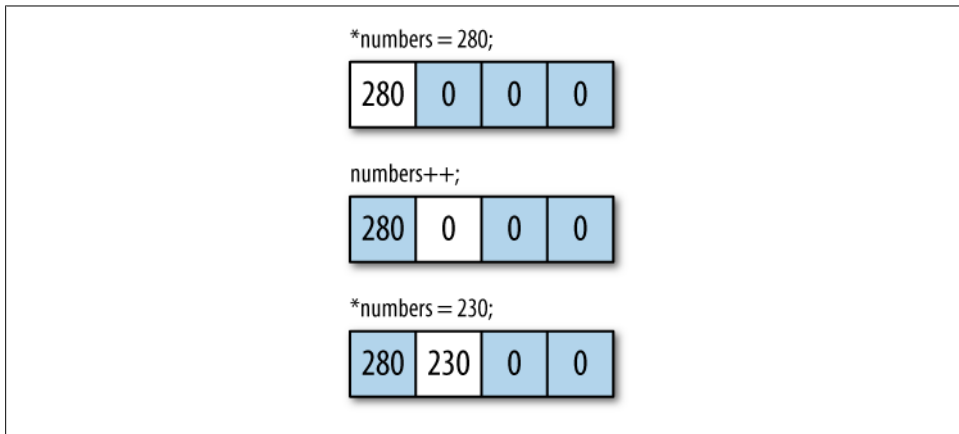 *numbers = 280;
280 0 0 0
numbers++;
280 0 0 0
*numbers = 230;
280 230 0 0